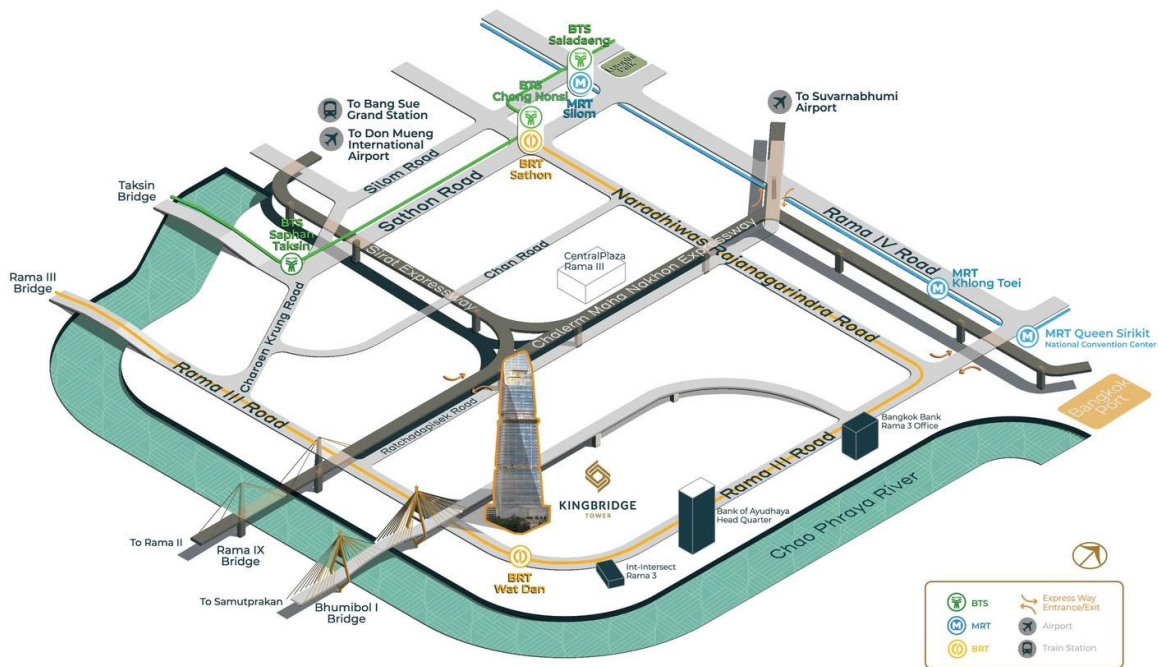 BTS
Saladaeng
Lumpini
Park
BTS
Chong Nonsi
MRT
Silom
To Bang Sue
Grand Station
To Don Mueng
International
Airport
To Suvarnabhumi
Airport
BRT
Sathon
Silom Road
Sathon Road
Taksin
Bridge
BTS
Saphan
Taksin
Naradhiwas Rajanagarindra Road
Rama IV Road
Sirat Expressway
Chan Road
CentralPlaza
Rama III
Chalerm Maha Nakhon Expressway
MRT
Khlong Toei
Rama III
Bridge
Charoen Krung Road
MRT Queen Sirikit
National Convention Center
Rama III Road
Ratchadapisek Road
Bangkok
Port
Bangkok Bank
Rama 3 Office
Rama III Road
KINGBRIDGE
TOWER
Bank of Ayudhaya
Head Quarter
Chao Phraya River
To Rama II
Rama IX
Bridge
BRT
Wat Dan
Int-Intersect
Rama 3
To Samutprakan
Bhumibol I
Bridge
BTS
Express Way
Entrance/Exit
MRT
Airport
BRT
Train Station